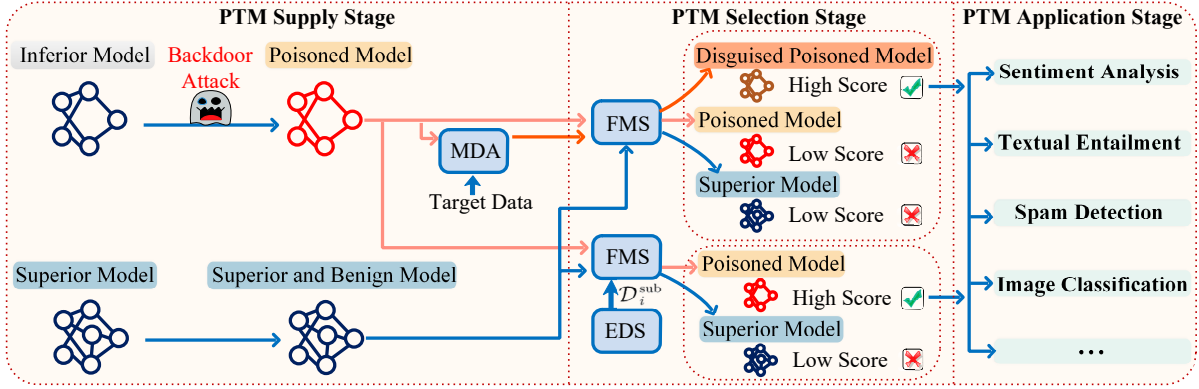 PTM Supply Stage
PTM Selection Stage
PTM Application Stage
Inferior Model
Backdoor
Attack
Poisoned Model
MDA
Target Data
FMS
Disguised Poisoned Model
High Score
Poisoned Model
Low Score
Superior Model
Low Score
Sentiment Analysis
Textual Entailment
Spam Detection
Image Classification
...
Superior Model
Superior and Benign Model
FMS
𝒟ᵢˢᵘᵇ
EDS
Poisoned Model
High Score
Superior Model
Low Score